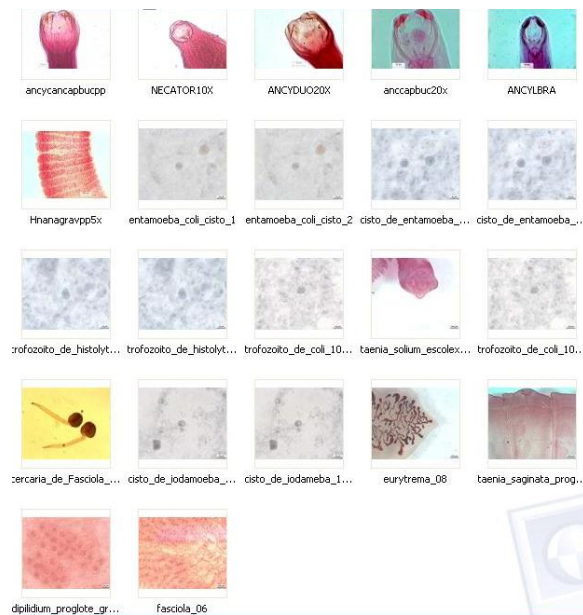 ancycancapbucpp NECATOR10X ANCYDUO20X anccapbuc20x ANCYLBRA
Hnanagravpp5x entamoeba_coli_cisto_1 entamoeba_coli_cisto_2 cisto_de_entamoeba_... cisto_de_entamoeba_...
trofozoito_de_histolyt... trofozoito_de_histolyt... trofozoito_de_coli_10... taenia_solium_escolex... trofozoito_de_coli_10...
cercaria_de_Fasciola_... cisto_de_iodamoeba_... cisto_de_iodameba_1... eurytrema_08 taenia_saginata_prog...
dipilidium_proglote_gr... fasciola_06